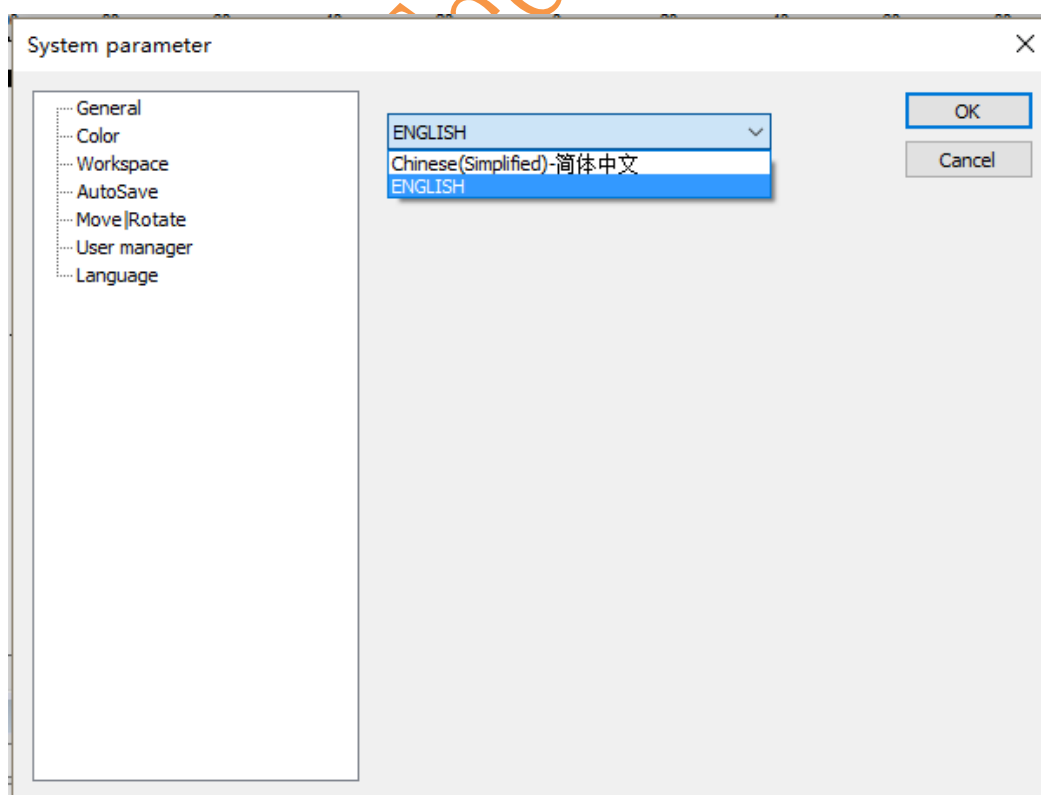 System parameter
General
Color
Workspace
AutoSave
Move|Rotate
User manager
Language
ENGLISH
Chinese(Simplified)-简体中文
ENGLISH
OK
Cancel